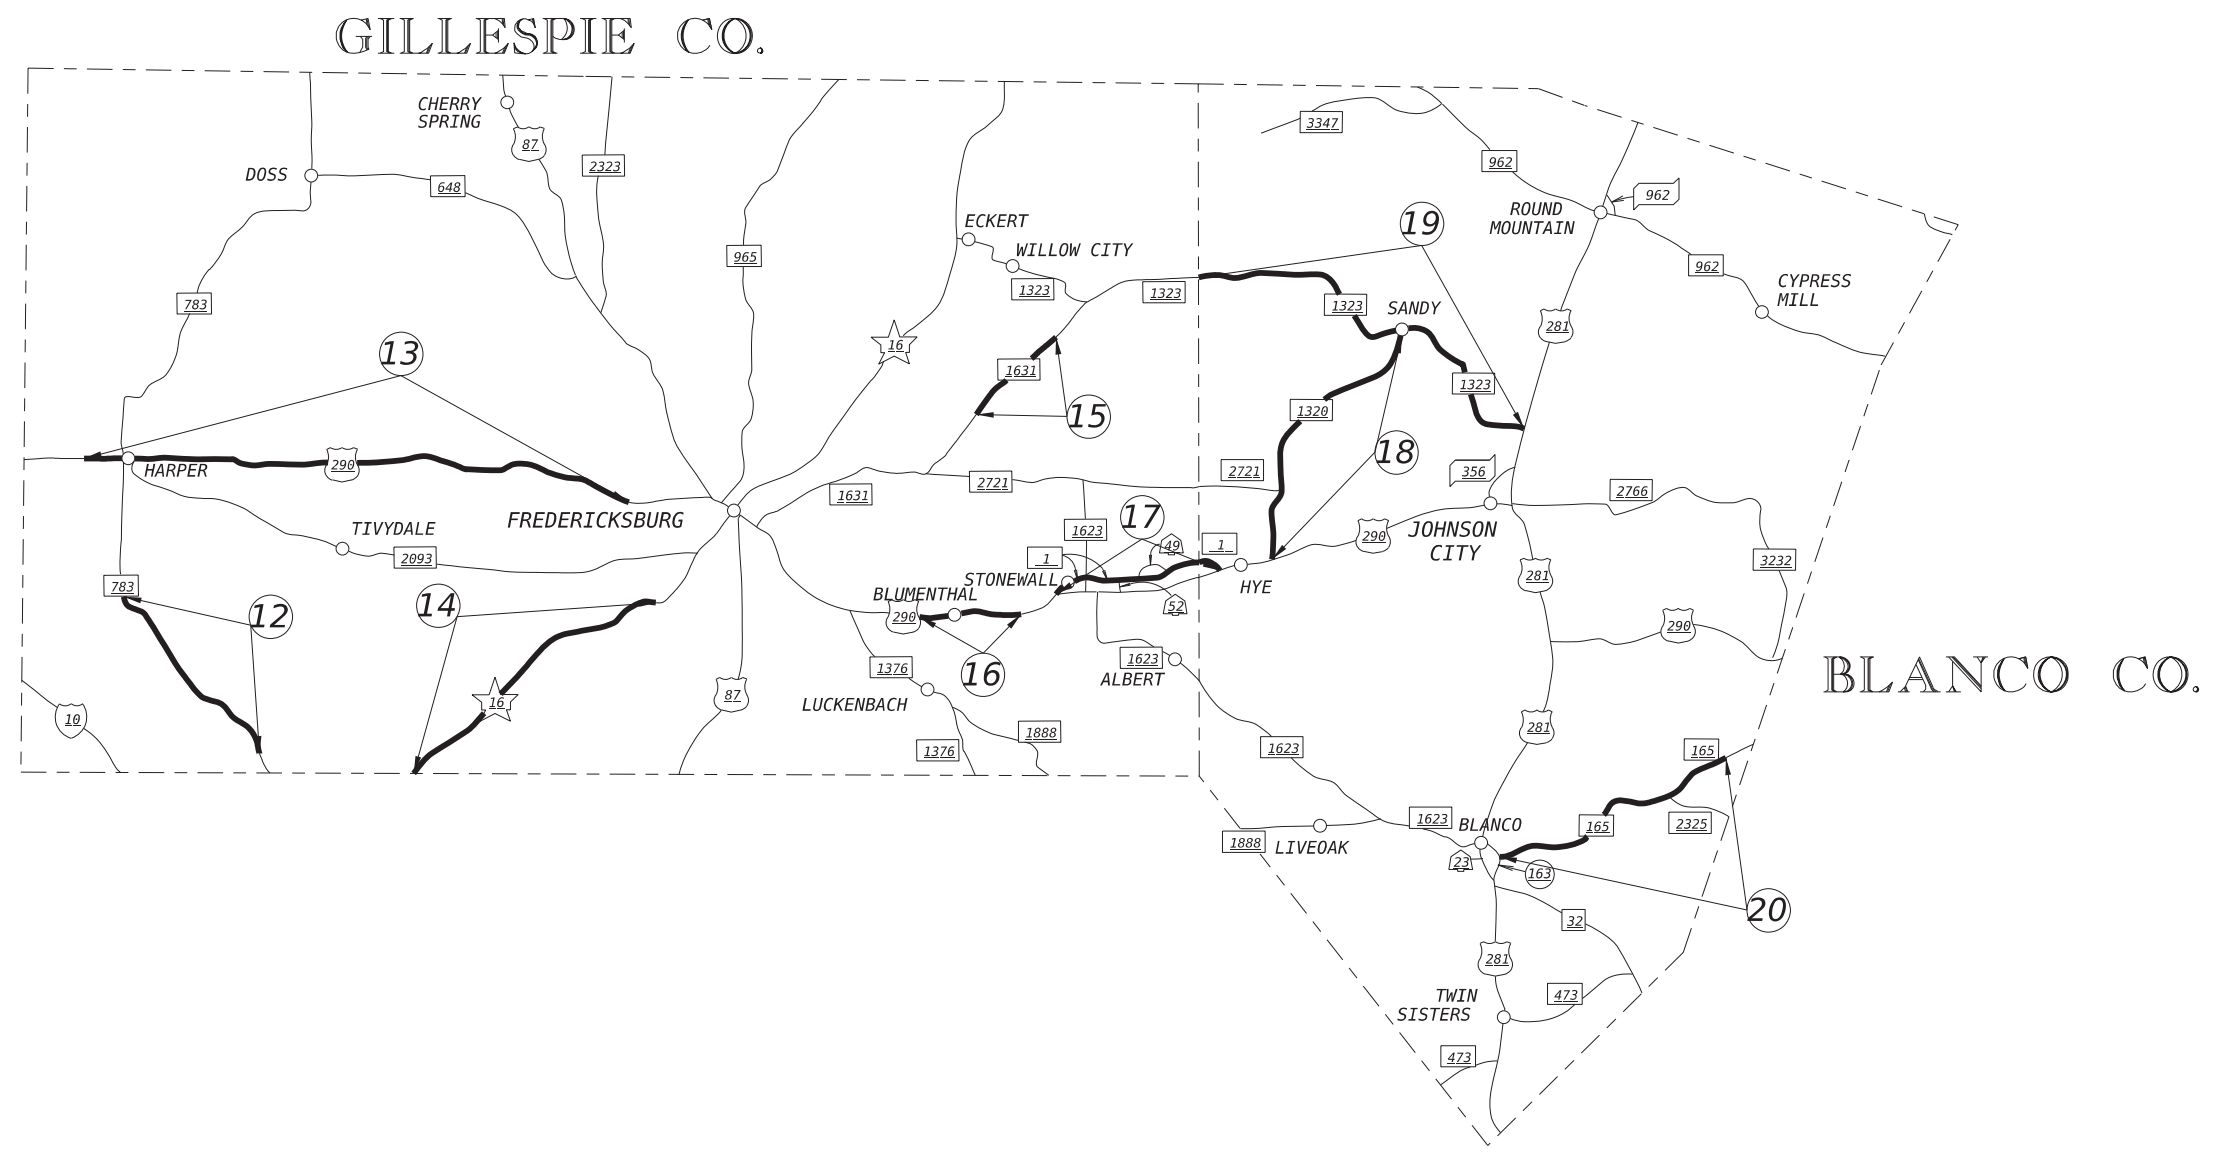 GILLESPIE CO.
CHERRY
SPRING
87
2323
DOSS
648
3347
962
962
ROUND
MOUNTAIN
19
ECKERT
WILLOW CITY
965
962
CYPRESS
MILL
783
1323
1323
1323
SANDY
281
16
13
1631
1323
1320
15
18
HARPER
290
2721
356
2721
1631
2766
FREDERICKSBURG
TIVYDALE
2093
1623
17
49
1
1
290
JOHNSON
CITY
3232
STONEWALL
HYE
281
783
BLUMENTHAL
290
52
12
14
290
1376
16
1623
ALBERT
BLANCO CO.
LUCKENBACH
16
87
10
1376
1888
1623
281
165
1623
BLANCO
165
2325
1888
LIVEOAK
23
163
20
32
281
TWIN
SISTERS
473
473